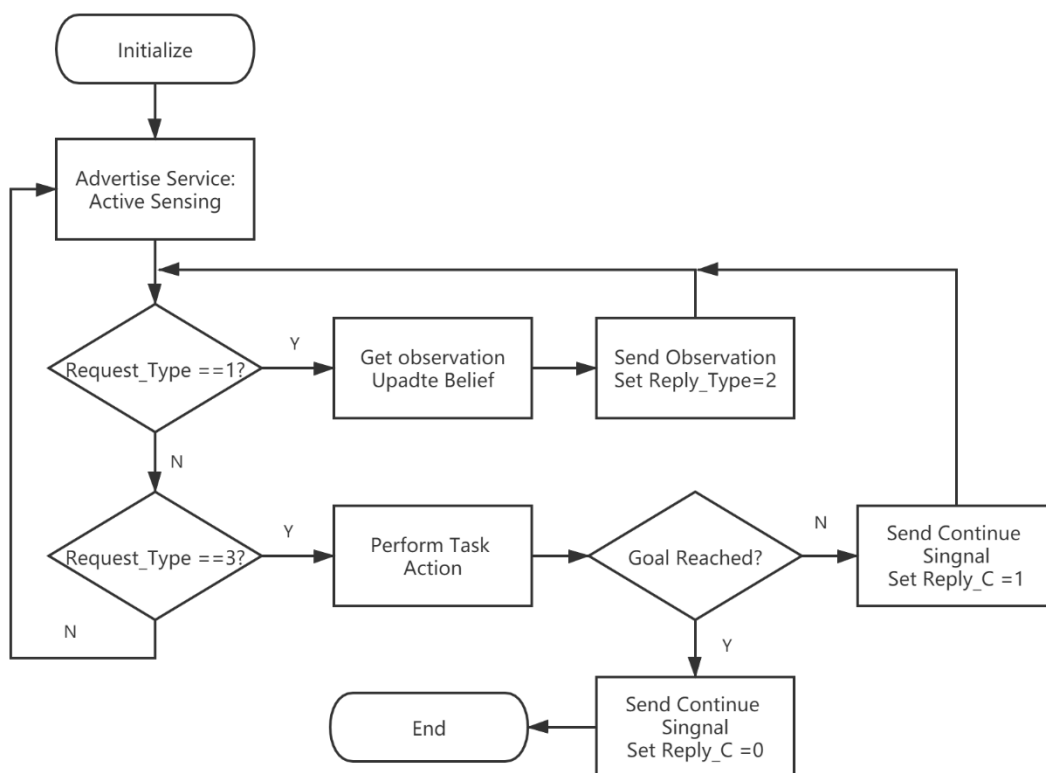 Initialize
Advertise Service:
Active Sensing
Request_Type ==1?
Y
Get observation
Upadte Belief
Send Observation
Set Reply_Type=2
N
Request_Type ==3?
Y
Perform Task
Action
Goal Reached?
N
Send Continue
Singnal
Set Reply_C =1
N
Y
End
Send Continue
Singnal
Set Reply_C =0